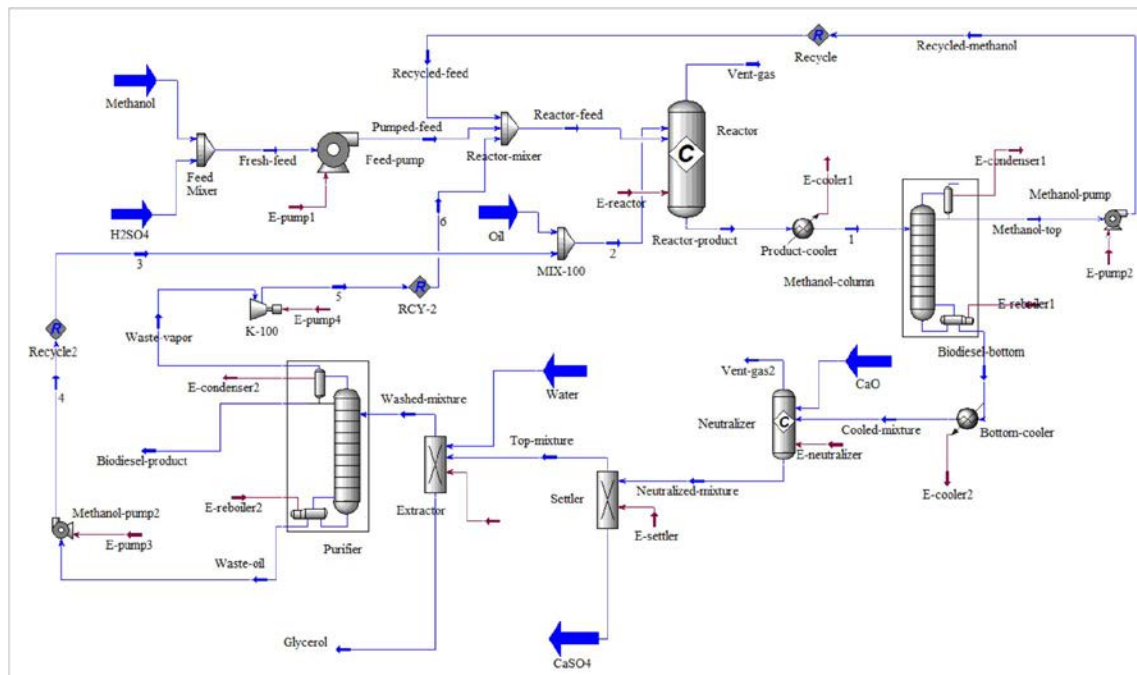 R
Recycle
Recycled-methanol
Recycled-feed
Vent-gas
Methanol
Pumped-feed
Reactor-feed
Reactor
C
E-condenser1
Fresh-feed
Feed-pump
Reactor-mixer
Feed
Mixer
Methanol-pump
E-cooler1
E-reactor
E-pump1
6
H2SO4
Oil
Reactor-product
1
Methanol-top
Product-cooler
Methanol-column
E-pump2
3
2
MIX-100
5
R
RCY-2
E-reboiler1
K-100
E-pump4
Waste-vapor
R
Recycle2
Biodiesel-bottom
Vent-gas2
CaO
E-condenser2
Water
4
Washed-mixture
Neutralizer
C
Cooled-mixture
Bottom-cooler
Top-mixture
E-neutralizer
Biodiesel-product
E-reboiler2
Extractor
Settler
Neutralized-mixture
E-cooler2
Methanol-pump2
E-pump3
E-settler
Purifier
Waste-oil
Glycerol
CaSO4